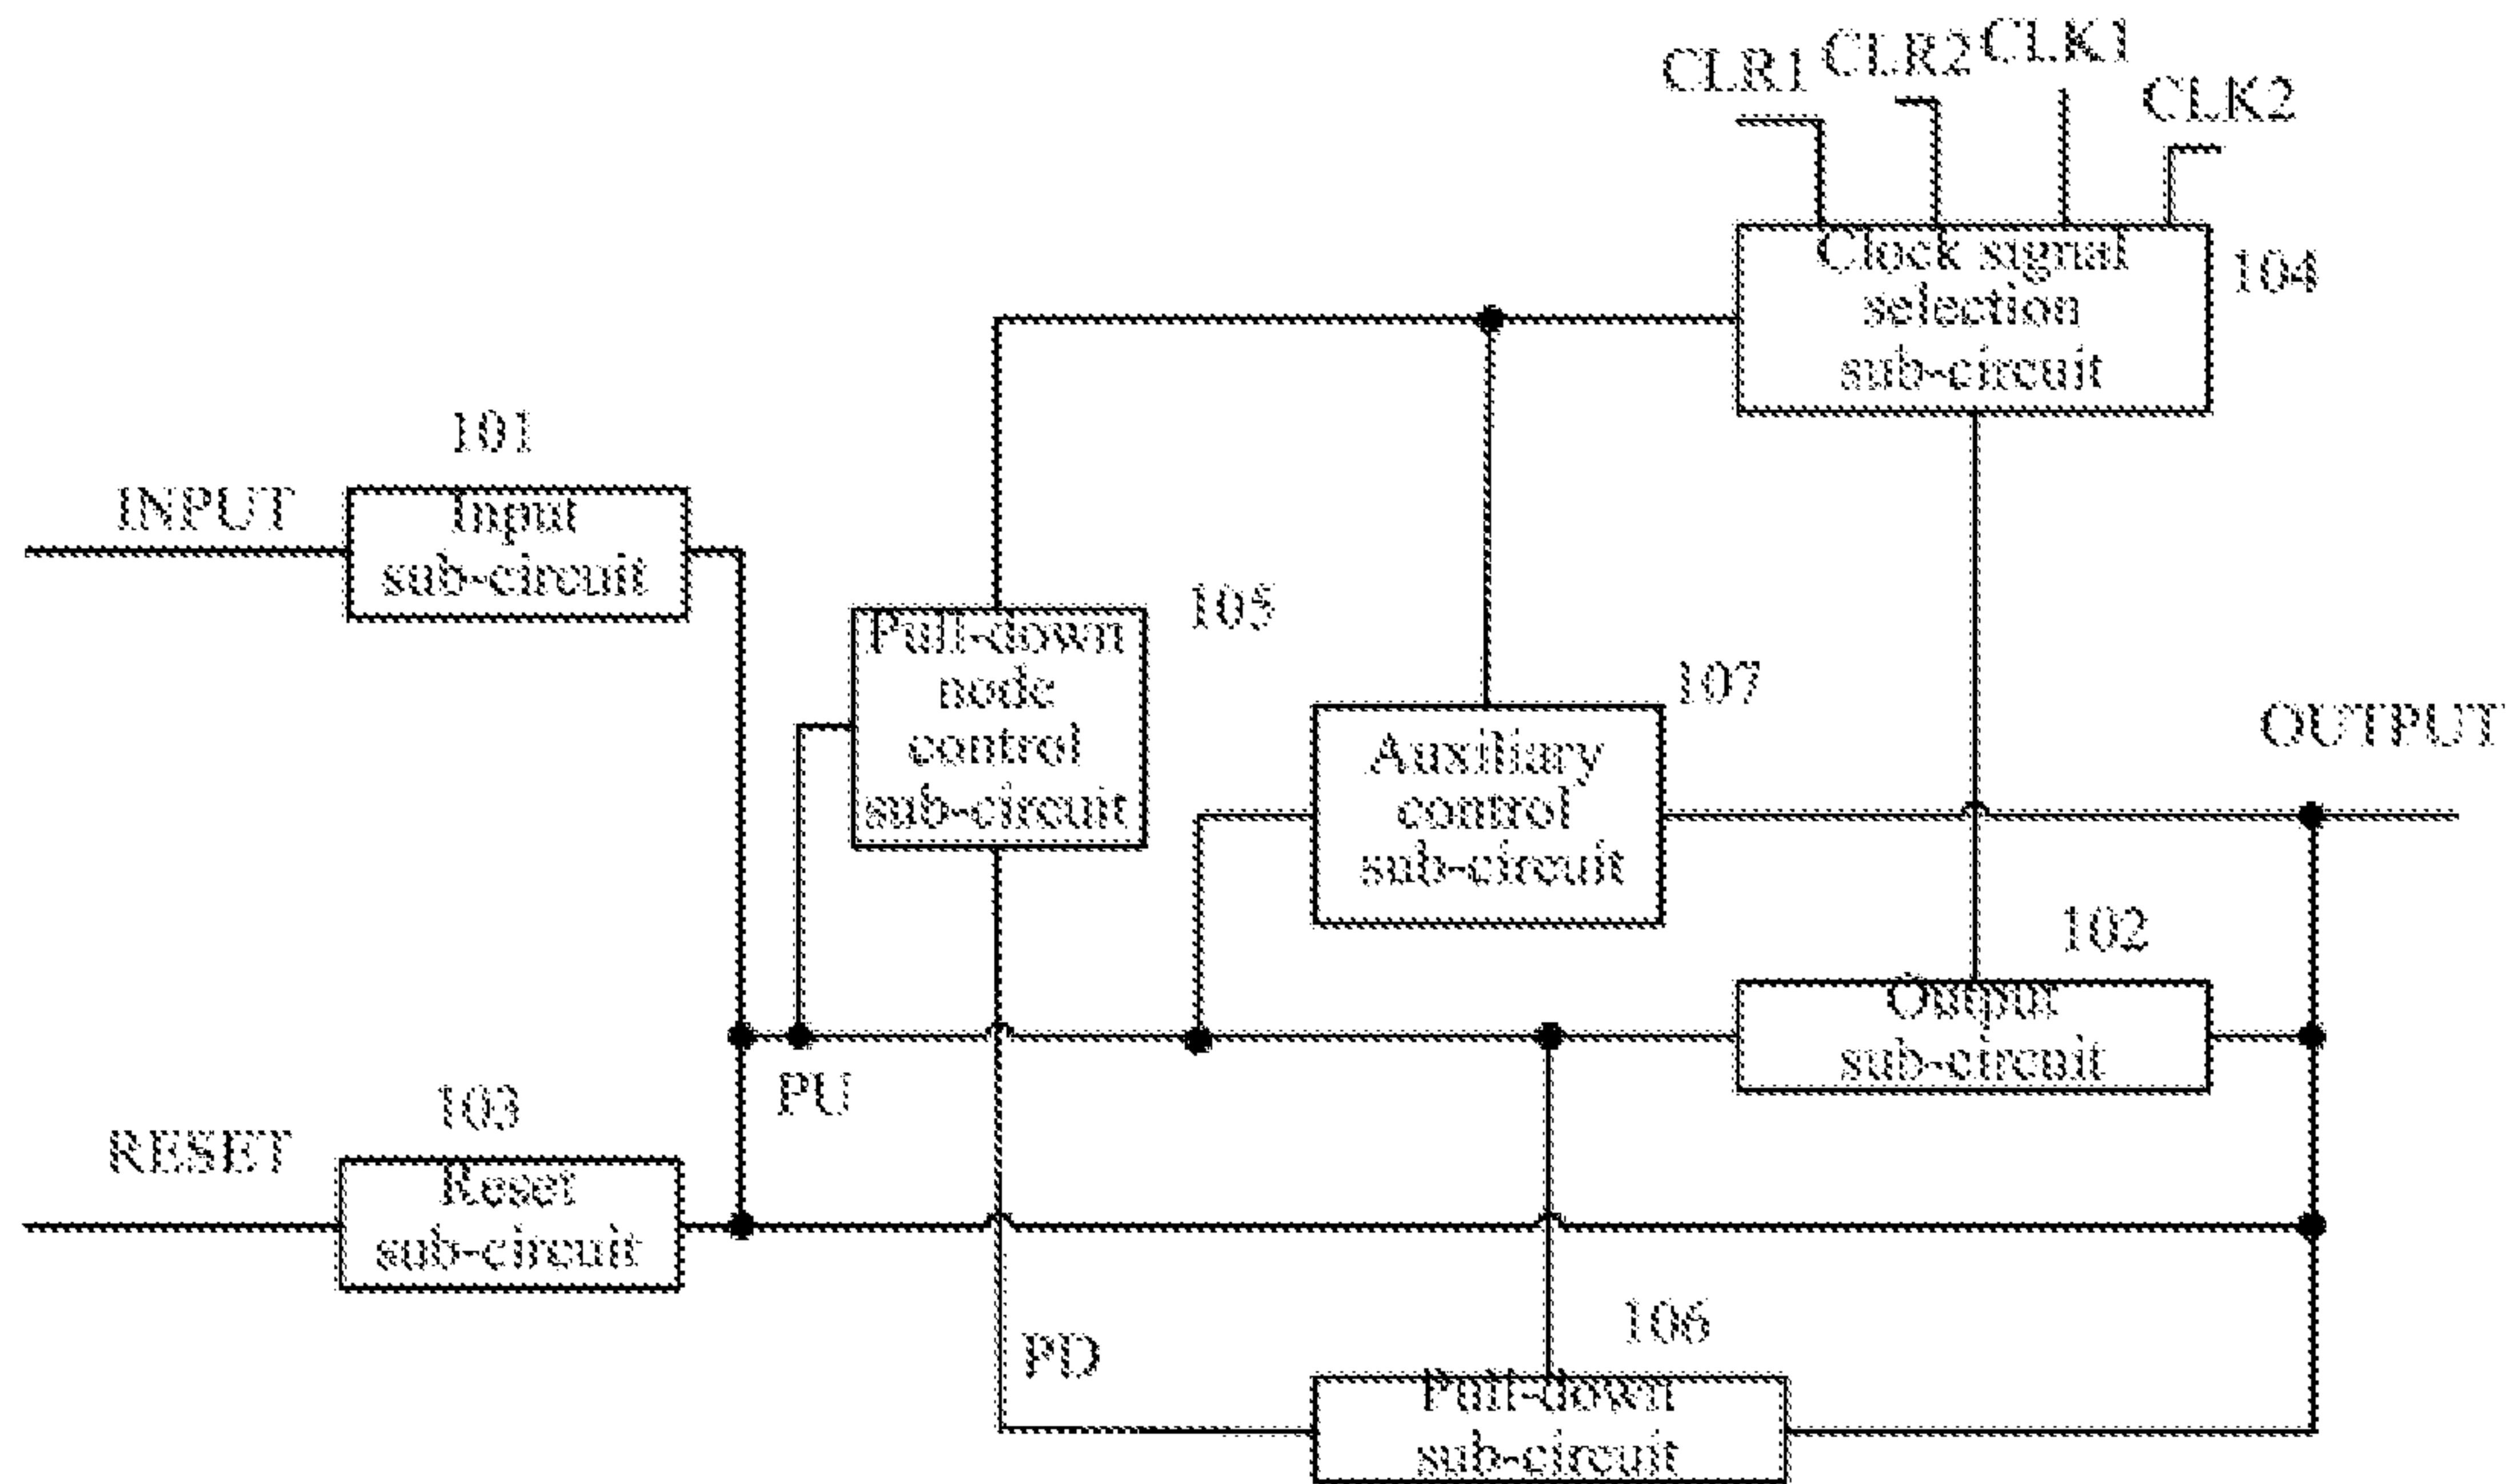 CLR1 CLR2 CLK1 CLK2
Clock signal
selection
sub-circuit
104
101
INPUT
Input
sub-circuit
105
Pull-down
node
control
sub-circuit
107
Auxiliary
control
sub-circuit
OUTPUT
102
Output
sub-circuit
PU
103
RESET
Reset
sub-circuit
106
PD
Pull-down
sub-circuit